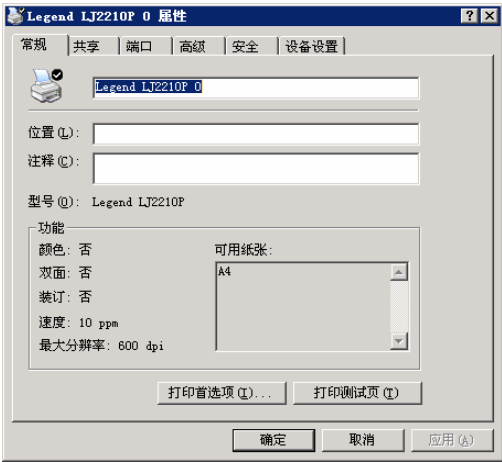 Legend LJ2210P 0 属性
常规 共享 端口 高级 安全 设备设置
Legend LJ2210P 0
位置(L):
注释(C):
型号(O): Legend LJ2210P
功能
颜色: 否 可用纸张:
双面: 否 A4
装订: 否
速度: 10 ppm
最大分辨率: 600 dpi
打印首选项(I)... 打印测试页(T)
确定 取消 应用(A)